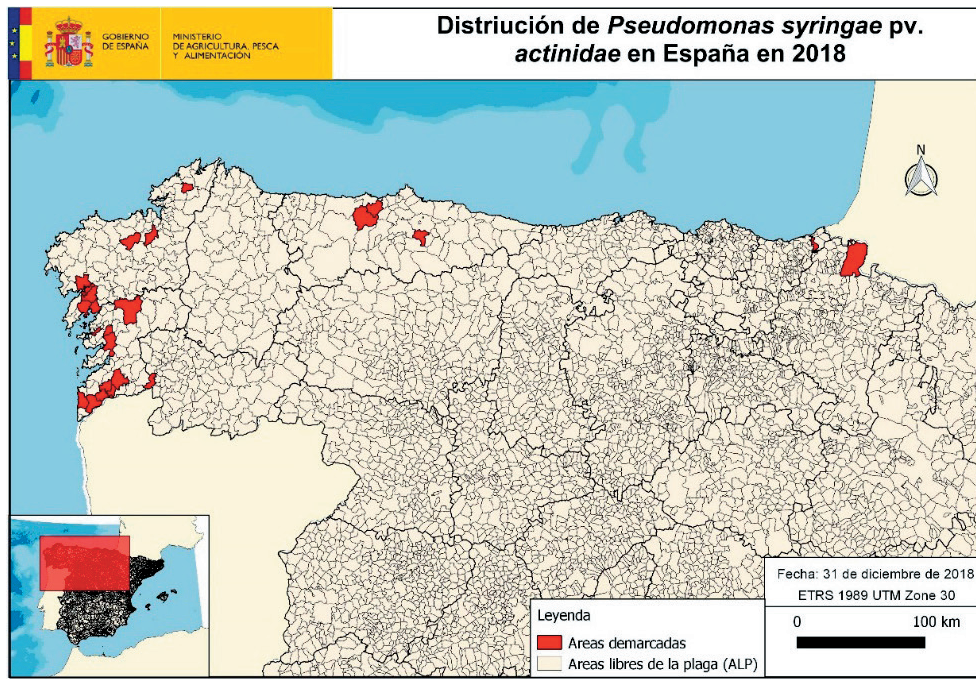 GOBIERNO
DE ESPAÑA
MINISTERIO
DE AGRICULTURA, PESCA
Y ALIMENTACIÓN
Distriución de Pseudomonas syringae pv.
actinidae en España en 2018
N
Leyenda
Areas demarcadas
Areas libres de la plaga (ALP)
Fecha: 31 de diciembre de 2018
ETRS 1989 UTM Zone 30
0 100 km